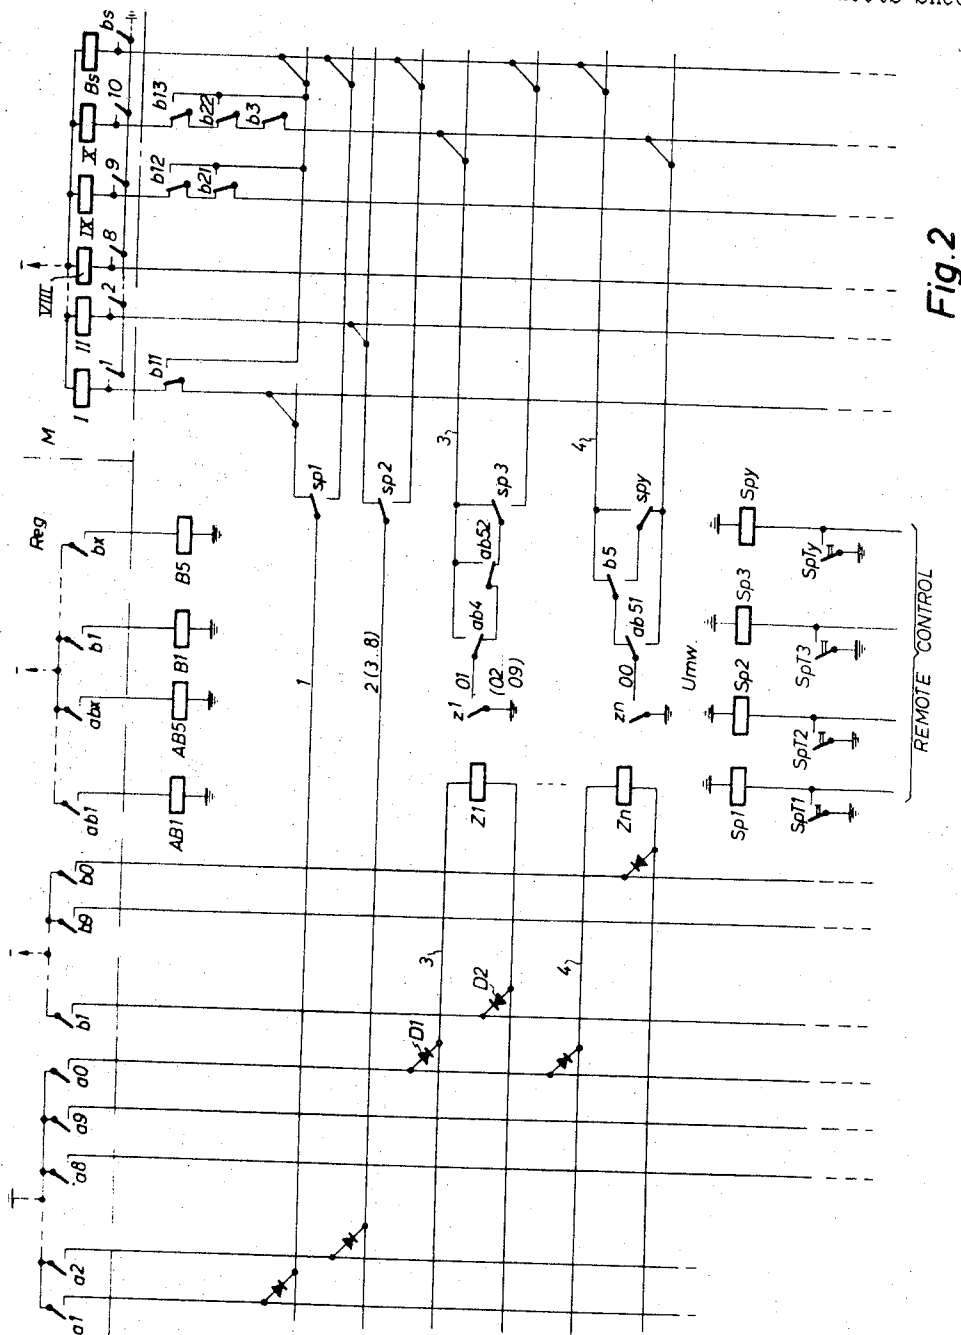 bs
Bs
10
X
9
IX
8
VIII
2
II
1
I
M
b13
b22
b3
b12
b21
b11
Reg
bx
B5
b1
B1
abx
AB5
ab1
AB1
b0
b9
b1
a0
a9
a8
a2
a1
sp1
sp2
1
2(3..8)
3
sp3
ab52
ab4
01
(02
09)
z1
Z1
3
D2
D1
4
spy
b5
ab51
00
zn
Umw.
Zn
4
Spy
Sp3
Sp2
Sp1
SpTy
SpT3
SpT2
SpT1
REMOTE CONTROL
Fig.2